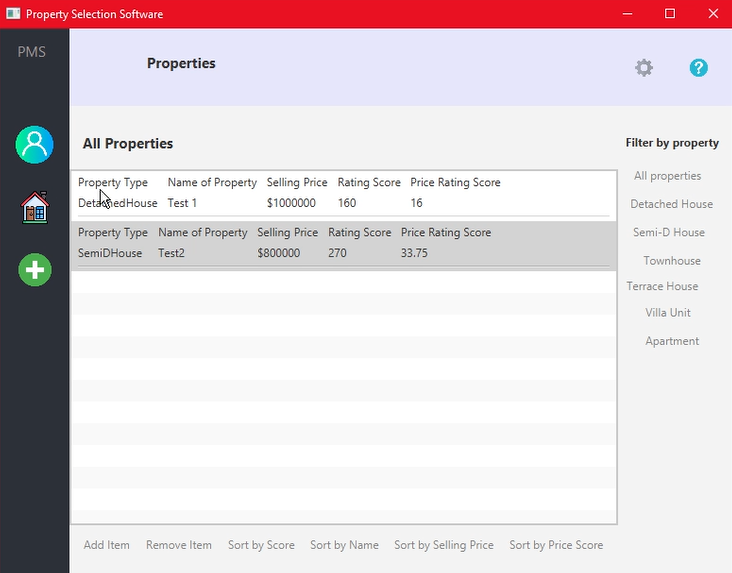 Property Selection Software
PMS
Properties
?
All Properties
Filter by property
Property Type Name of Property Selling Price Rating Score Price Rating Score
DetachedHouse Test 1 $1000000 160 16
Property Type Name of Property Selling Price Rating Score Price Rating Score
SemiDHouse Test2 $800000 270 33.75
All properties
Detached House
Semi-D House
Townhouse
Terrace House
Villa Unit
Apartment
Add Item Remove Item Sort by Score Sort by Name Sort by Selling Price Sort by Price Score